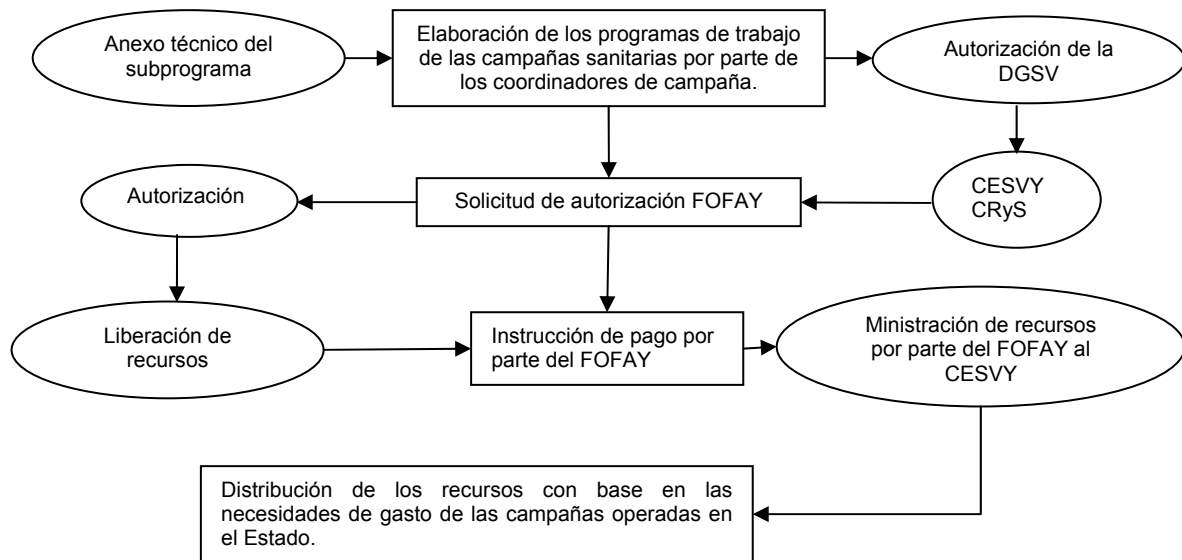 Anexo técnico del
subprograma
Elaboración de los programas de trabajo
de las campañas sanitarias por parte de
los coordinadores de campaña.
Autorización de la
DGSV
Autorización
Solicitud de autorización FOFAY
CESVY
CRyS
Liberación de
recursos
Instrucción de pago por
parte del FOFAY
Ministración de recursos
por parte del FOFAY al
CESVY
Distribución de los recursos con base en las
necesidades de gasto de las campañas operadas en
el Estado.